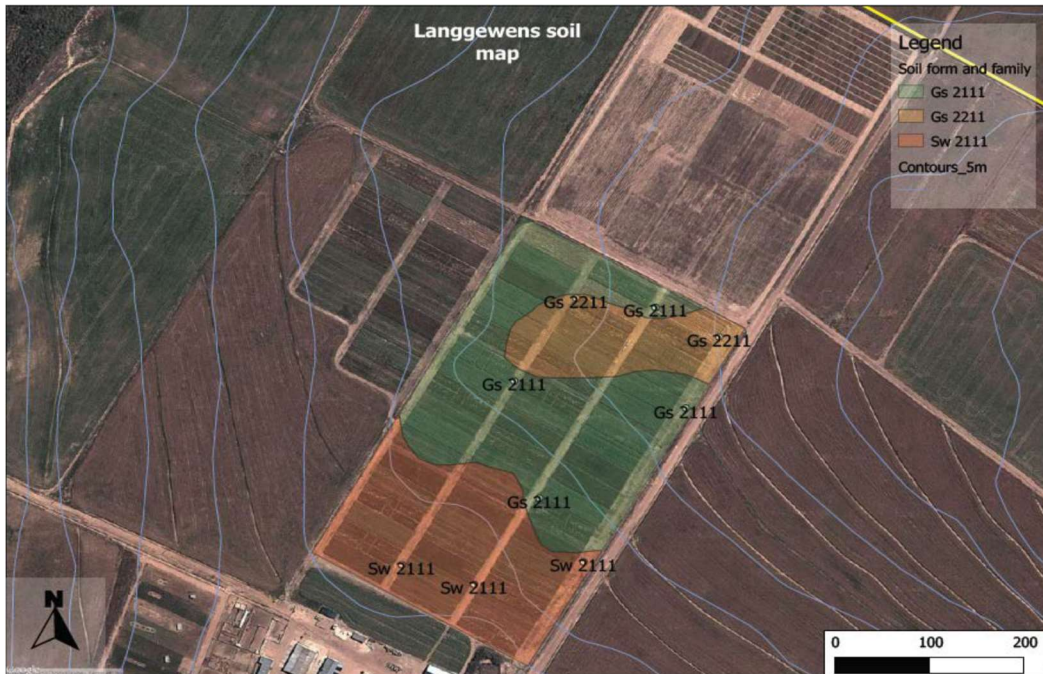 Langgewens soil
map
Legend
Soil form and family
Gs 2111
Gs 2211
Sw 2111
Contours_5m
Gs 2211
Gs 2111
Gs 2211
Gs 2111
Gs 2111
Gs 2111
Sw 2111
Sw 2111
Sw 2111
N
0 100 200
Google